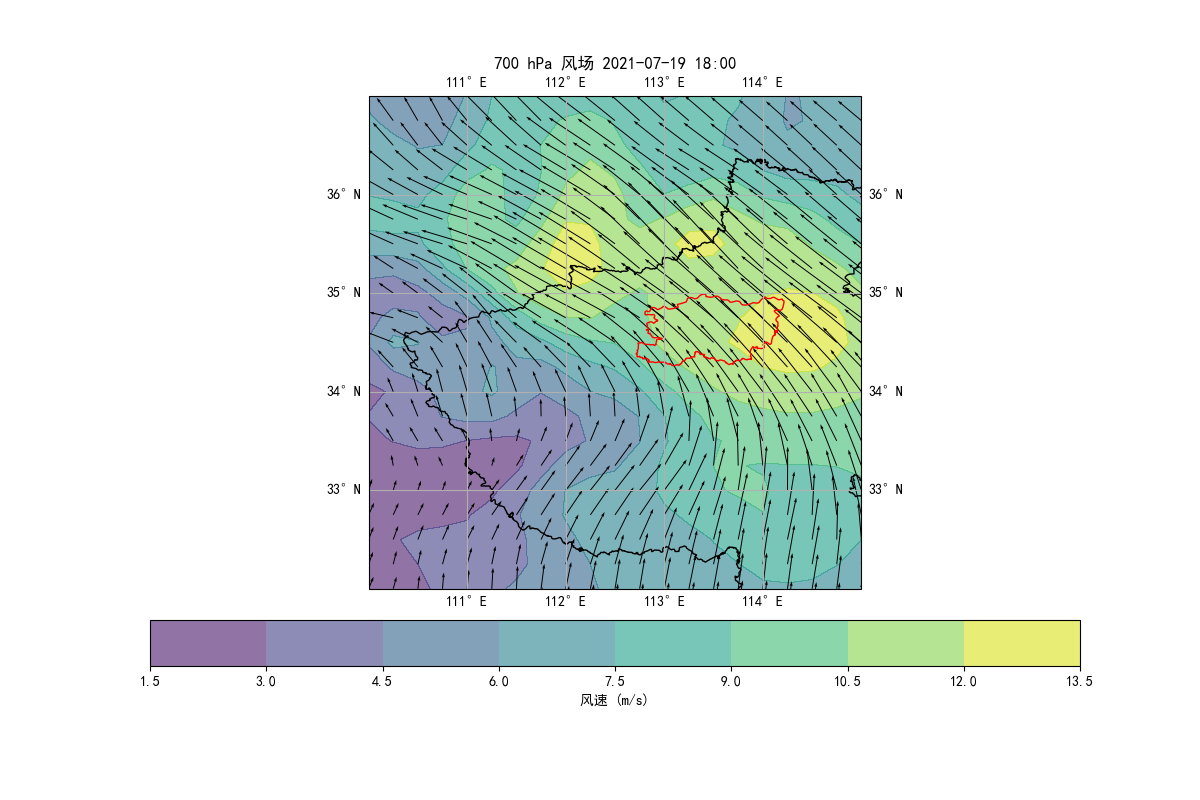 700 hPa 风场 2021-07-19 18:00
111° E 112° E 113° E 114° E
36° N 36° N
35° N 35° N
34° N 34° N
33° N 33° N
111° E 112° E 113° E 114° E
1.5 3.0 4.5 6.0 7.5 9.0 10.5 12.0 13.5
风速 (m/s)